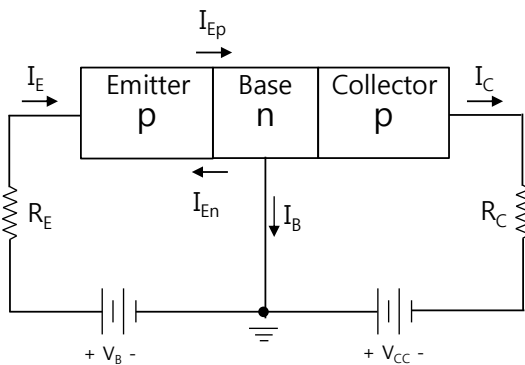 I_Ep
I_E
Emitter Base Collector
I_C
p n p
I_En
I_B
R_E
R_C
+ V_B -
+ V_CC -